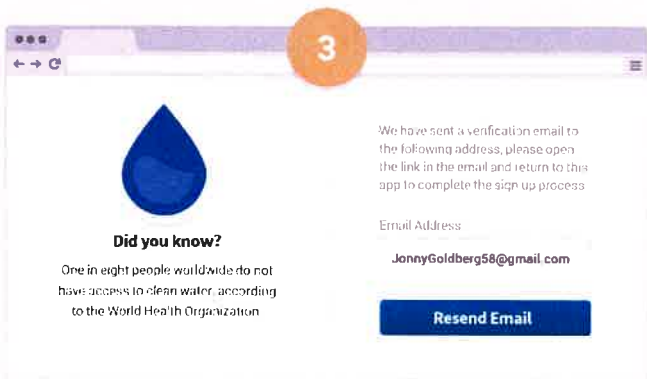 3
Did you know?
One in eight people worldwide do not
have access to clean water, according
to the World Health Organization
We have sent a verification email to
the following address, please open
the link in the email and return to this
app to complete the sign up process
Email Address
JonnyGoldberg58@gmail.com
Resend Email